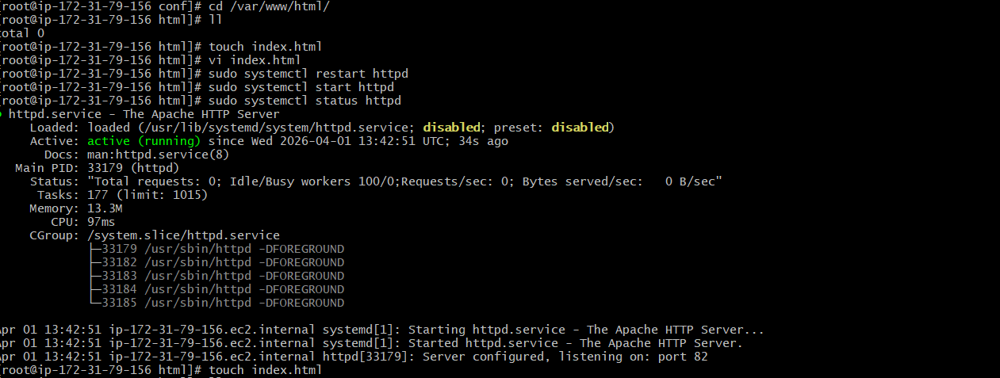 [root@ip-172-31-79-156 conf]# cd /var/www/html/
[root@ip-172-31-79-156 html]# ll
total 0
[root@ip-172-31-79-156 html]# touch index.html
[root@ip-172-31-79-156 html]# vi index.html
[root@ip-172-31-79-156 html]# sudo systemctl restart httpd
[root@ip-172-31-79-156 html]# sudo systemctl start httpd
[root@ip-172-31-79-156 html]# sudo systemctl status httpd
● httpd.service - The Apache HTTP Server
Loaded: loaded (/usr/lib/systemd/system/httpd.service; disabled; preset: disabled)
Active: active (running) since Wed 2026-04-01 13:42:51 UTC; 34s ago
Docs: man:httpd.service(8)
Main PID: 33179 (httpd)
Status: "Total requests: 0; Idle/Busy workers 100/0;Requests/sec: 0; Bytes served/sec:   0 B/sec"
Tasks: 177 (limit: 1015)
Memory: 13.3M
CPU: 97ms
CGroup: /system.slice/httpd.service
├─33179 /usr/sbin/httpd -DFOREGROUND
├─33182 /usr/sbin/httpd -DFOREGROUND
├─33183 /usr/sbin/httpd -DFOREGROUND
├─33184 /usr/sbin/httpd -DFOREGROUND
└─33185 /usr/sbin/httpd -DFOREGROUND
Apr 01 13:42:51 ip-172-31-79-156.ec2.internal systemd[1]: Starting httpd.service - The Apache HTTP Server...
Apr 01 13:42:51 ip-172-31-79-156.ec2.internal systemd[1]: Started httpd.service - The Apache HTTP Server.
Apr 01 13:42:51 ip-172-31-79-156.ec2.internal httpd[33179]: Server configured, listening on: port 82
[root@ip-172-31-79-156 html]# touch index.html